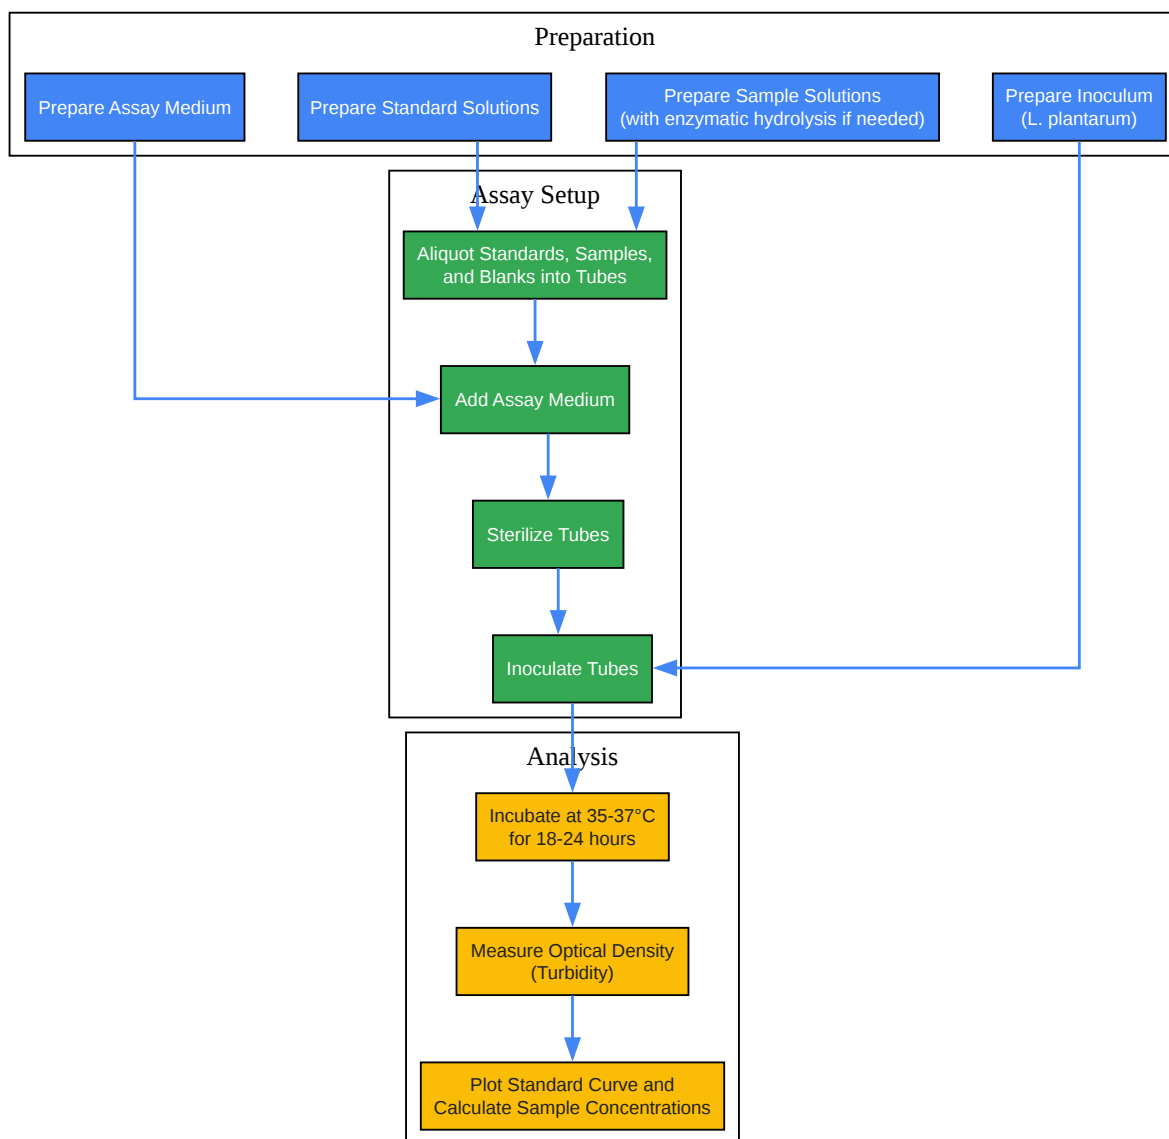 Preparation
Prepare Assay Medium
Prepare Standard Solutions
Prepare Sample Solutions
(with enzymatic hydrolysis if needed)
Prepare Inoculum
(L. plantarum)
Assay Setup
Aliquot Standards, Samples,
and Blanks into Tubes
Add Assay Medium
Sterilize Tubes
Inoculate Tubes
Analysis
Incubate at 35-37°C
for 18-24 hours
Measure Optical Density
(Turbidity)
Plot Standard Curve and
Calculate Sample Concentrations